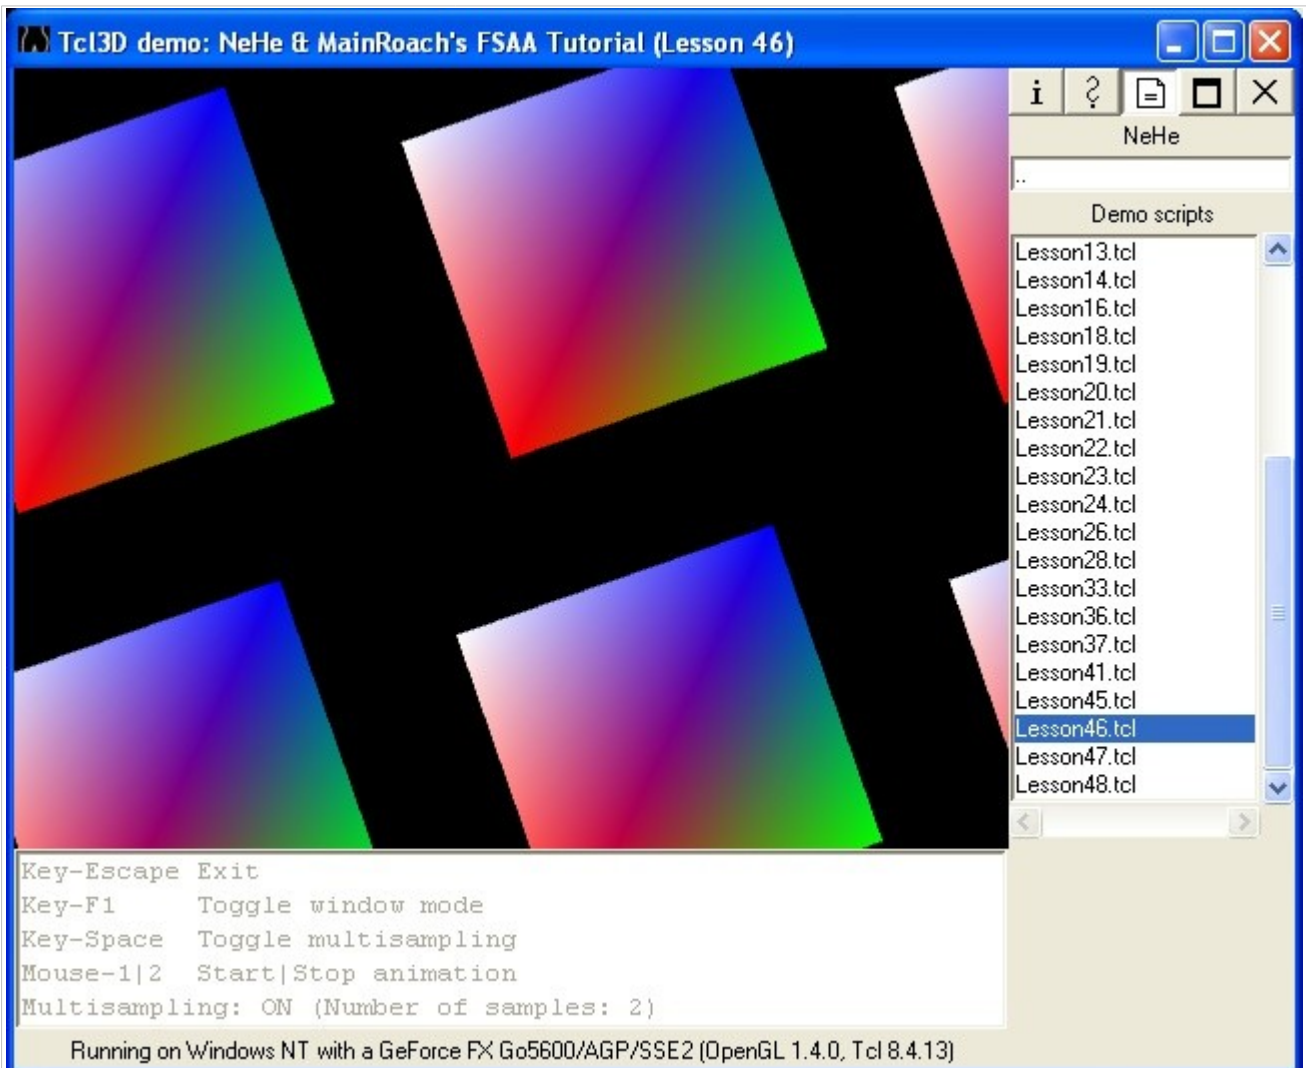 Tcl3D demo: NeHe & MainRoach's FSAA Tutorial (Lesson 46)
i ?
NeHe
..
Demo scripts
Lesson13.tcl
Lesson14.tcl
Lesson16.tcl
Lesson18.tcl
Lesson19.tcl
Lesson20.tcl
Lesson21.tcl
Lesson22.tcl
Lesson23.tcl
Lesson24.tcl
Lesson26.tcl
Lesson28.tcl
Lesson33.tcl
Lesson36.tcl
Lesson37.tcl
Lesson41.tcl
Lesson45.tcl
Lesson46.tcl
Lesson47.tcl
Lesson48.tcl
Key-Escape Exit
Key-F1 Toggle window mode
Key-Space Toggle multisampling
Mouse-1|2 Start|Stop animation
Multisampling: ON (Number of samples: 2)
Running on Windows NT with a GeForce FX Go5600/AGP/SSE2 (OpenGL 1.4.0, Tcl 8.4.13)